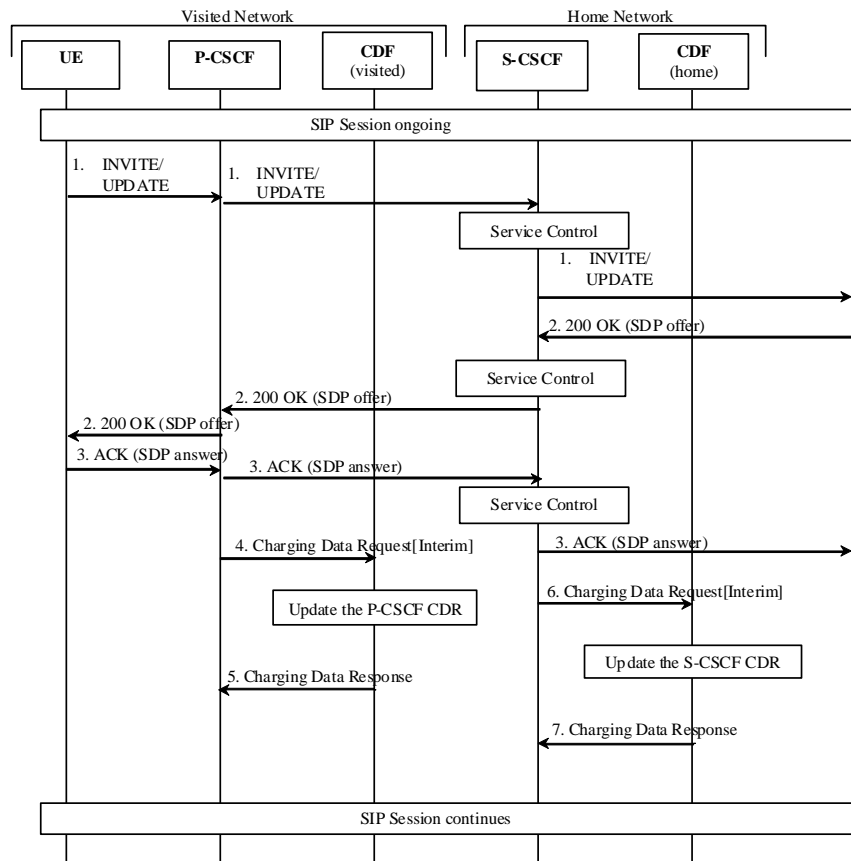 Visited Network
Home Network
UE
P-CSCF
CDF
(visited)
S-CSCF
CDF
(home)
SIP Session ongoing
1. INVITE/
UPDATE
1. INVITE/
UPDATE
Service Control
1. INVITE/
UPDATE
2. 200 OK (SDP offer)
Service Control
2. 200 OK (SDP offer)
2. 200 OK (SDP offer)
3. ACK (SDP answer)
3. ACK (SDP answer)
Service Control
4. Charging Data Request[Interim]
3. ACK (SDP answer)
6. Charging Data Request[Interim]
Update the P-CSCF CDR
Update the S-CSCF CDR
5. Charging Data Response
7. Charging Data Response
SIP Session continues